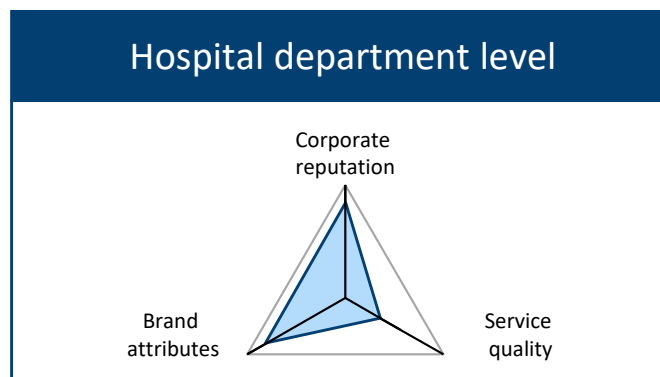 Hospital department level
Corporate
reputation
Brand
attributes
Service
quality